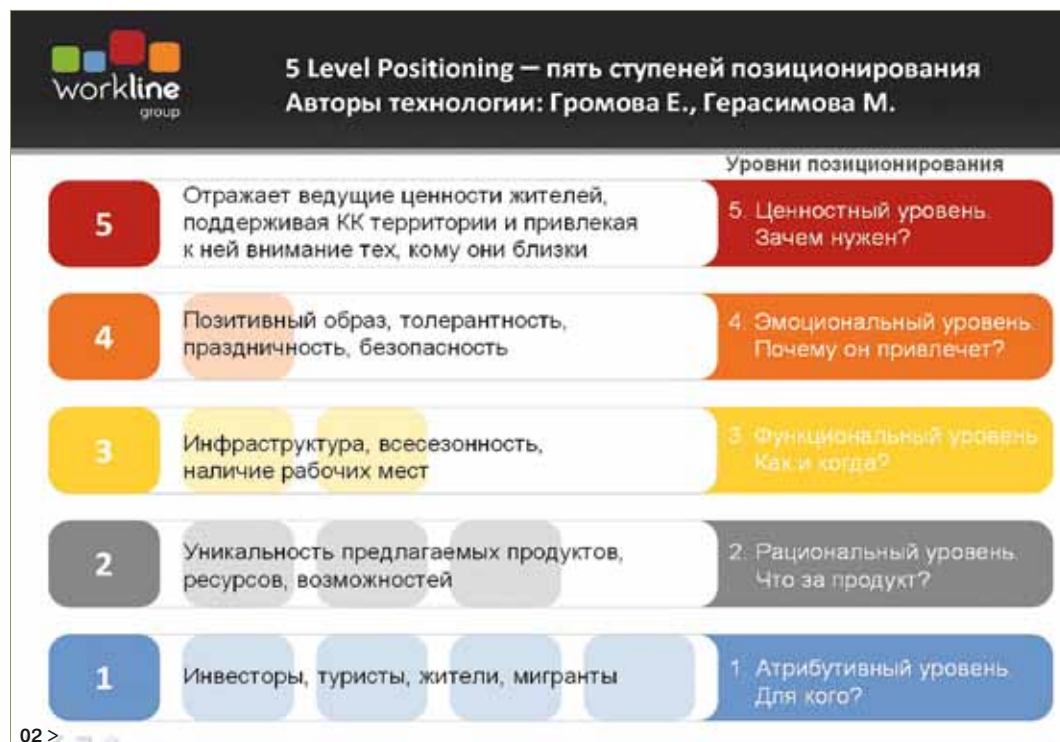 workline
group
5 Level Positioning — пять ступеней позиционирования
Авторы технологии: Громова Е., Герасимова М.
Уровни позиционирования
5
Отражает ведущие ценности жителей,
поддерживая КК территории и привлекая
к ней внимание тех, кому они близки
5. Ценностный уровень.
Зачем нужен?
4
Позитивный образ, толерантность,
праздничность, безопасность
4. Эмоциональный уровень.
Почему он привлечет?
3
Инфраструктура, всесезонность,
наличие рабочих мест
3. Функциональный уровень
Как и когда?
2
Уникальность предлагаемых продуктов,
ресурсов, возможностей
2. Рациональный уровень.
Что за продукт?
1
Инвесторы, туристы, жители, мигранты
1. Атрибутивный уровень.
Для кого?
02 >